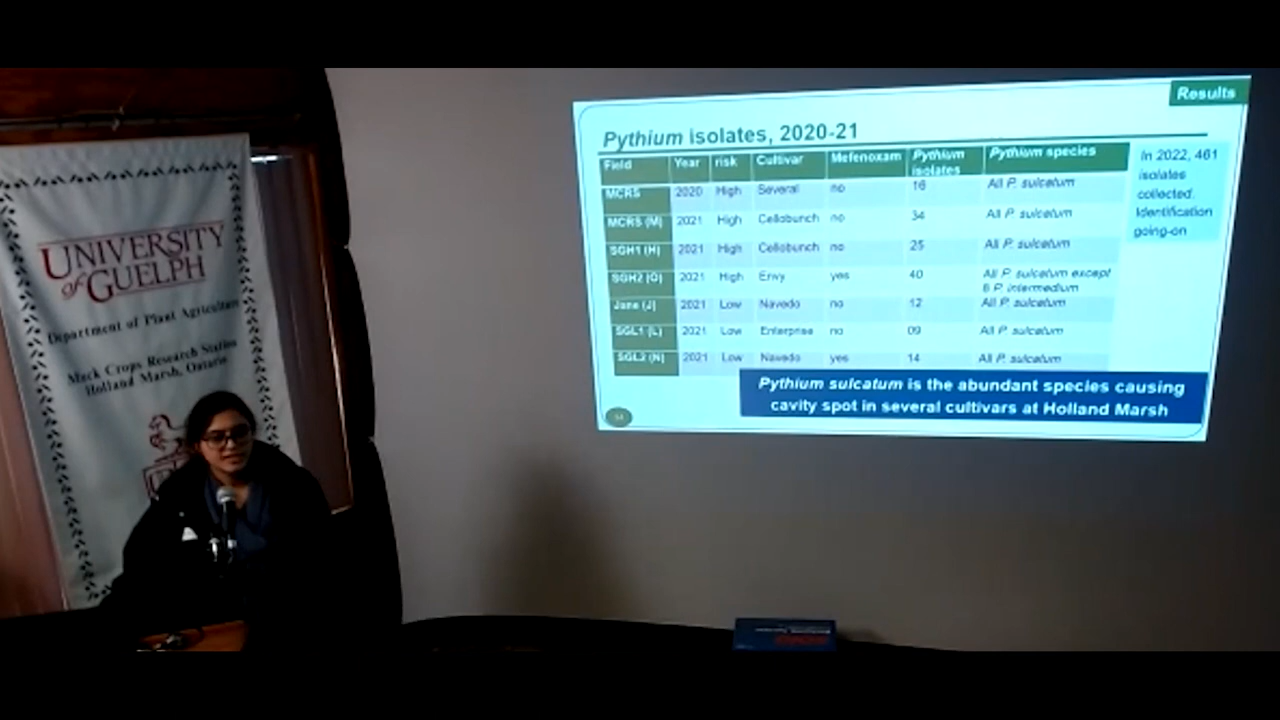 UNIVERSITY
of GUELPH
Department of Plant Agriculture
Muck Crops Research Station
Holland Marsh, Ontario
Results
Pythium isolates, 2020-21
Field Year risk Cultivar Mefenoxam Pythium isolates Pythium species
MCRS 2020 High Several no 16 All P. sulcatum
MCRS (M) 2021 High Cellobunch no 34 All P. sulcatum
SGH1 (H) 2021 High Cellobunch no 25 All P. sulcatum
SGH2 (O) 2021 High Envy yes 40 All P. sulcatum except
6 P. intermedium
Jane (J) 2021 Low Navedo no 12 All P. sulcatum
SGL1 (L) 2021 Low Enterprise no 09 All P. sulcatum
SGL2 (N) 2021 Low Navedo yes 14 All P. sulcatum
In 2022, 461
isolates
collected.
Identification
going-on
Pythium sulcatum is the abundant species causing
cavity spot in several cultivars at Holland Marsh